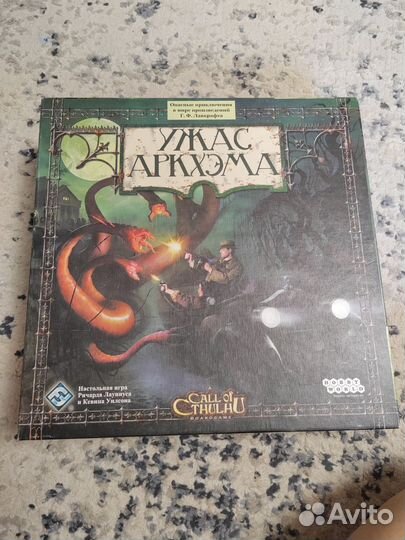 Опасные приключения
в мире произведений
Г. Ф. Лавкрафта
УЖАС
АРКХЭМА
Настольная игра
Ричарда Лауниуса
и Кевина Уилсона
CALL OF
CTHULHU
BOARDGAME
HOBBY
WORLD
Avito